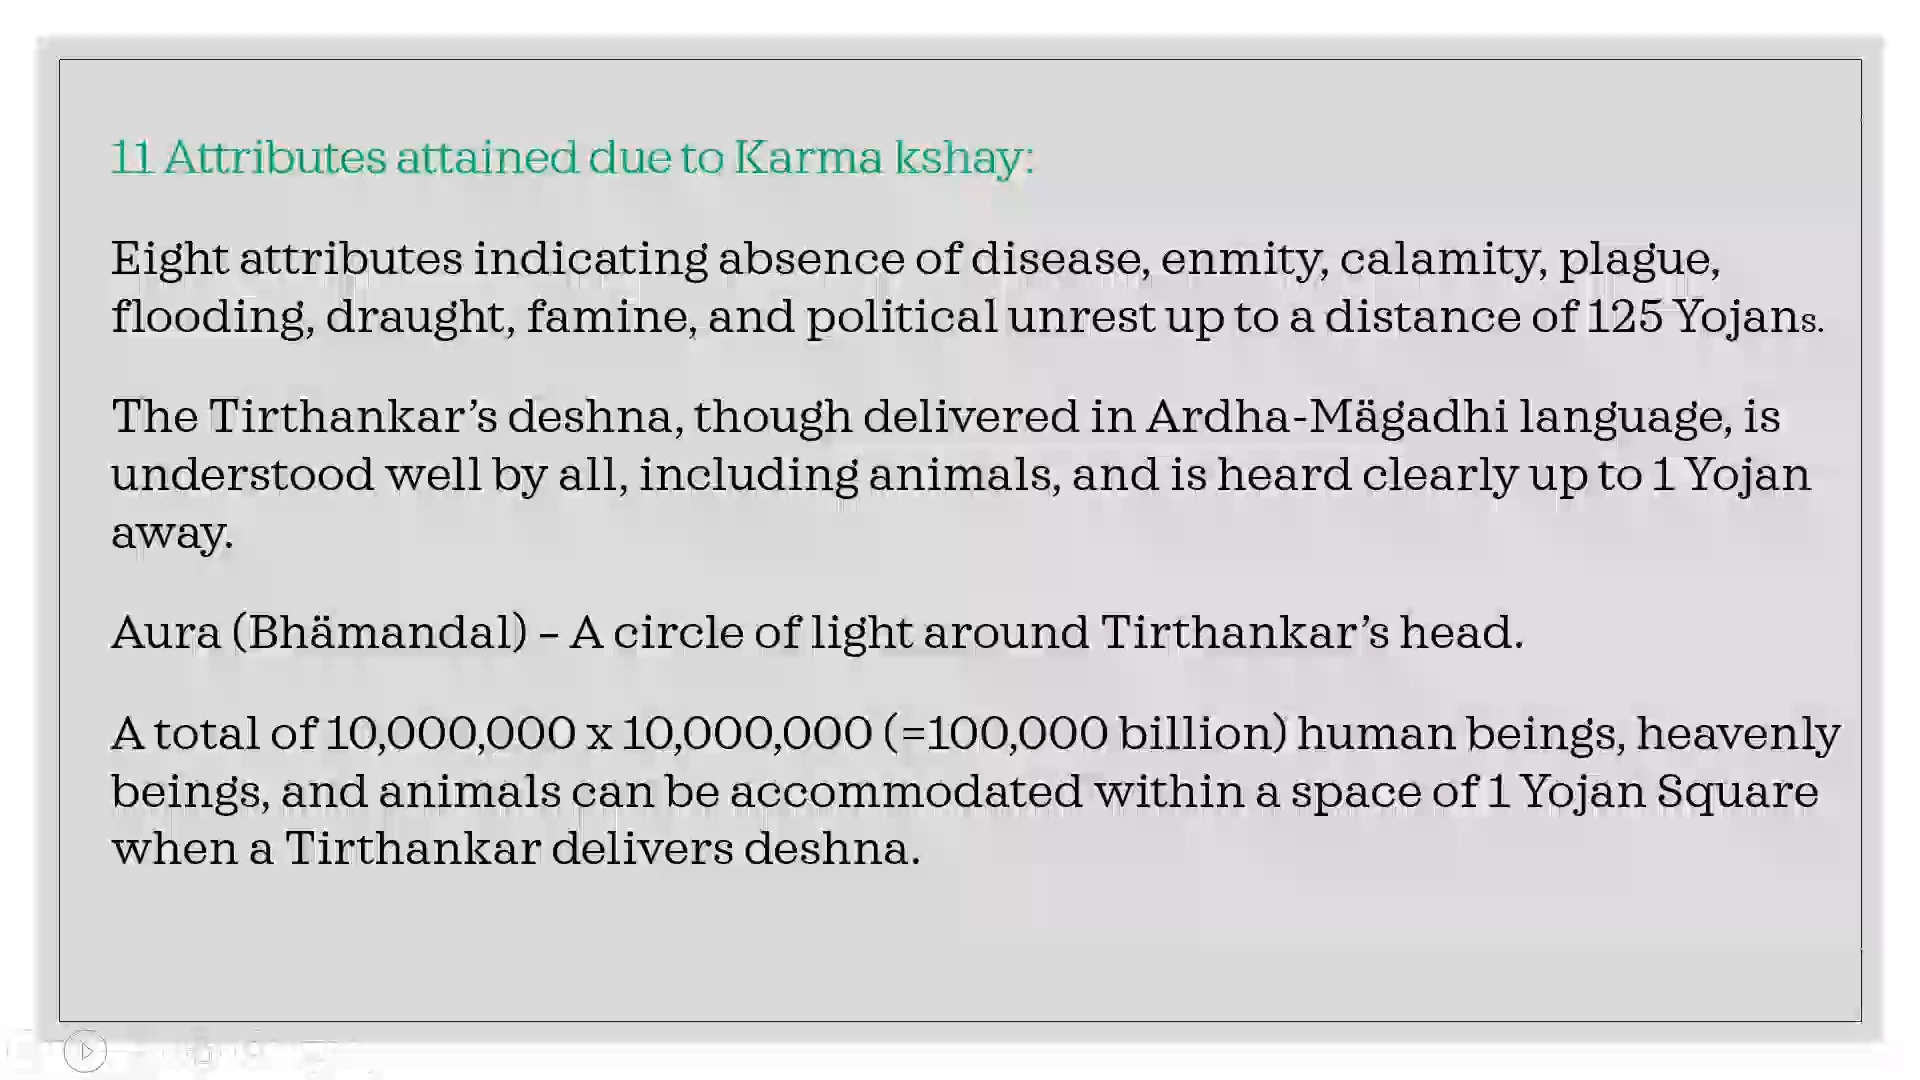 11 Attributes attained due to Karma kshay:
Eight attributes indicating absence of disease, enmity, calamity, plague,
flooding, draught, famine, and political unrest up to a distance of 125 Yojans.
The Tirthankar’s deshna, though delivered in Ardha-Mägadhi language, is
understood well by all, including animals, and is heard clearly up to 1 Yojan
away.
Aura (Bhämandal) – A circle of light around Tirthankar’s head.
A total of 10,000,000 x 10,000,000 (=100,000 billion) human beings, heavenly
beings, and animals can be accommodated within a space of 1 Yojan Square
when a Tirthankar delivers deshna.